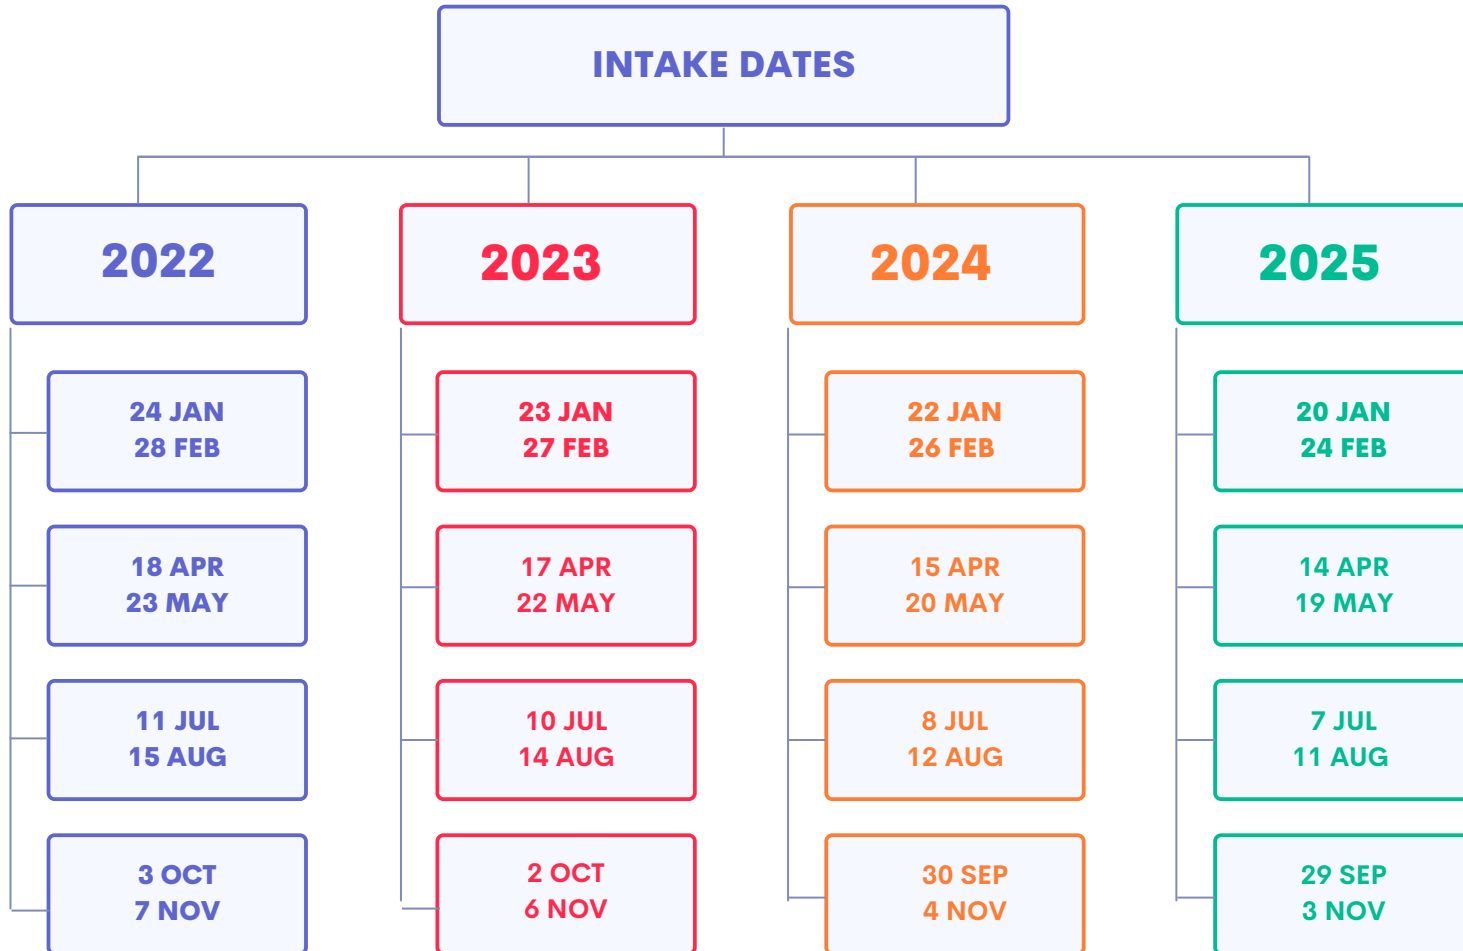 INTAKE DATES
2022
24 JAN
28 FEB
18 APR
23 MAY
11 JUL
15 AUG
3 OCT
7 NOV
2023
23 JAN
27 FEB
17 APR
22 MAY
10 JUL
14 AUG
2 OCT
6 NOV
2024
22 JAN
26 FEB
15 APR
20 MAY
8 JUL
12 AUG
30 SEP
4 NOV
2025
20 JAN
24 FEB
14 APR
19 MAY
7 JUL
11 AUG
29 SEP
3 NOV